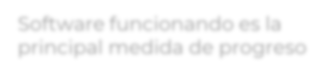 Software funcionando es la
principal medida de progreso